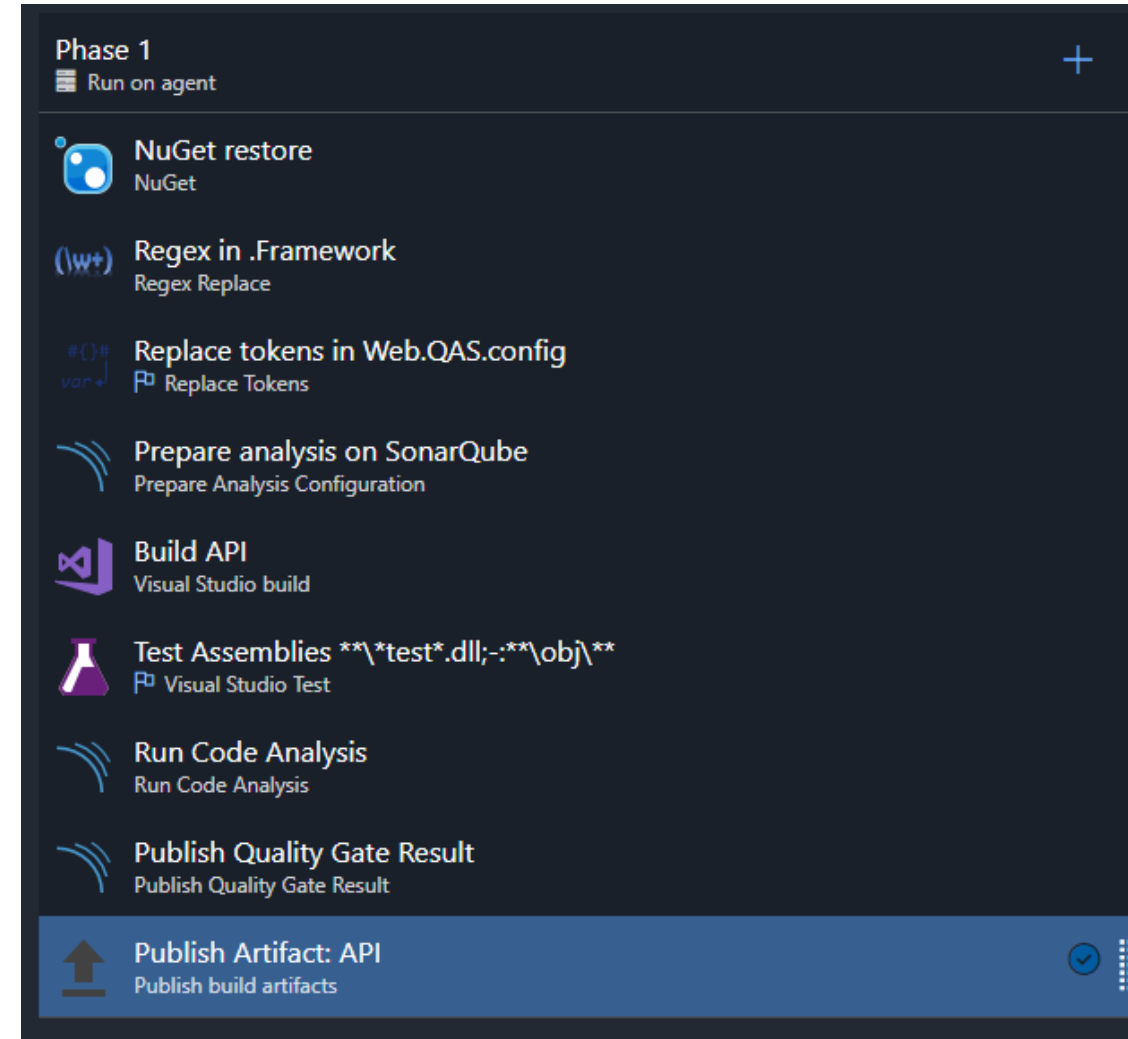 Phase 1
Run on agent
NuGet restore
NuGet
(\w+)
Regex in .Framework
Regex Replace
#{}#
var
Replace tokens in Web.QAS.config
Replace Tokens
Prepare analysis on SonarQube
Prepare Analysis Configuration
Build API
Visual Studio build
Test Assemblies **\*test*.dll;-:**\obj\**
Visual Studio Test
Run Code Analysis
Run Code Analysis
Publish Quality Gate Result
Publish Quality Gate Result
Publish Artifact: API
Publish build artifacts